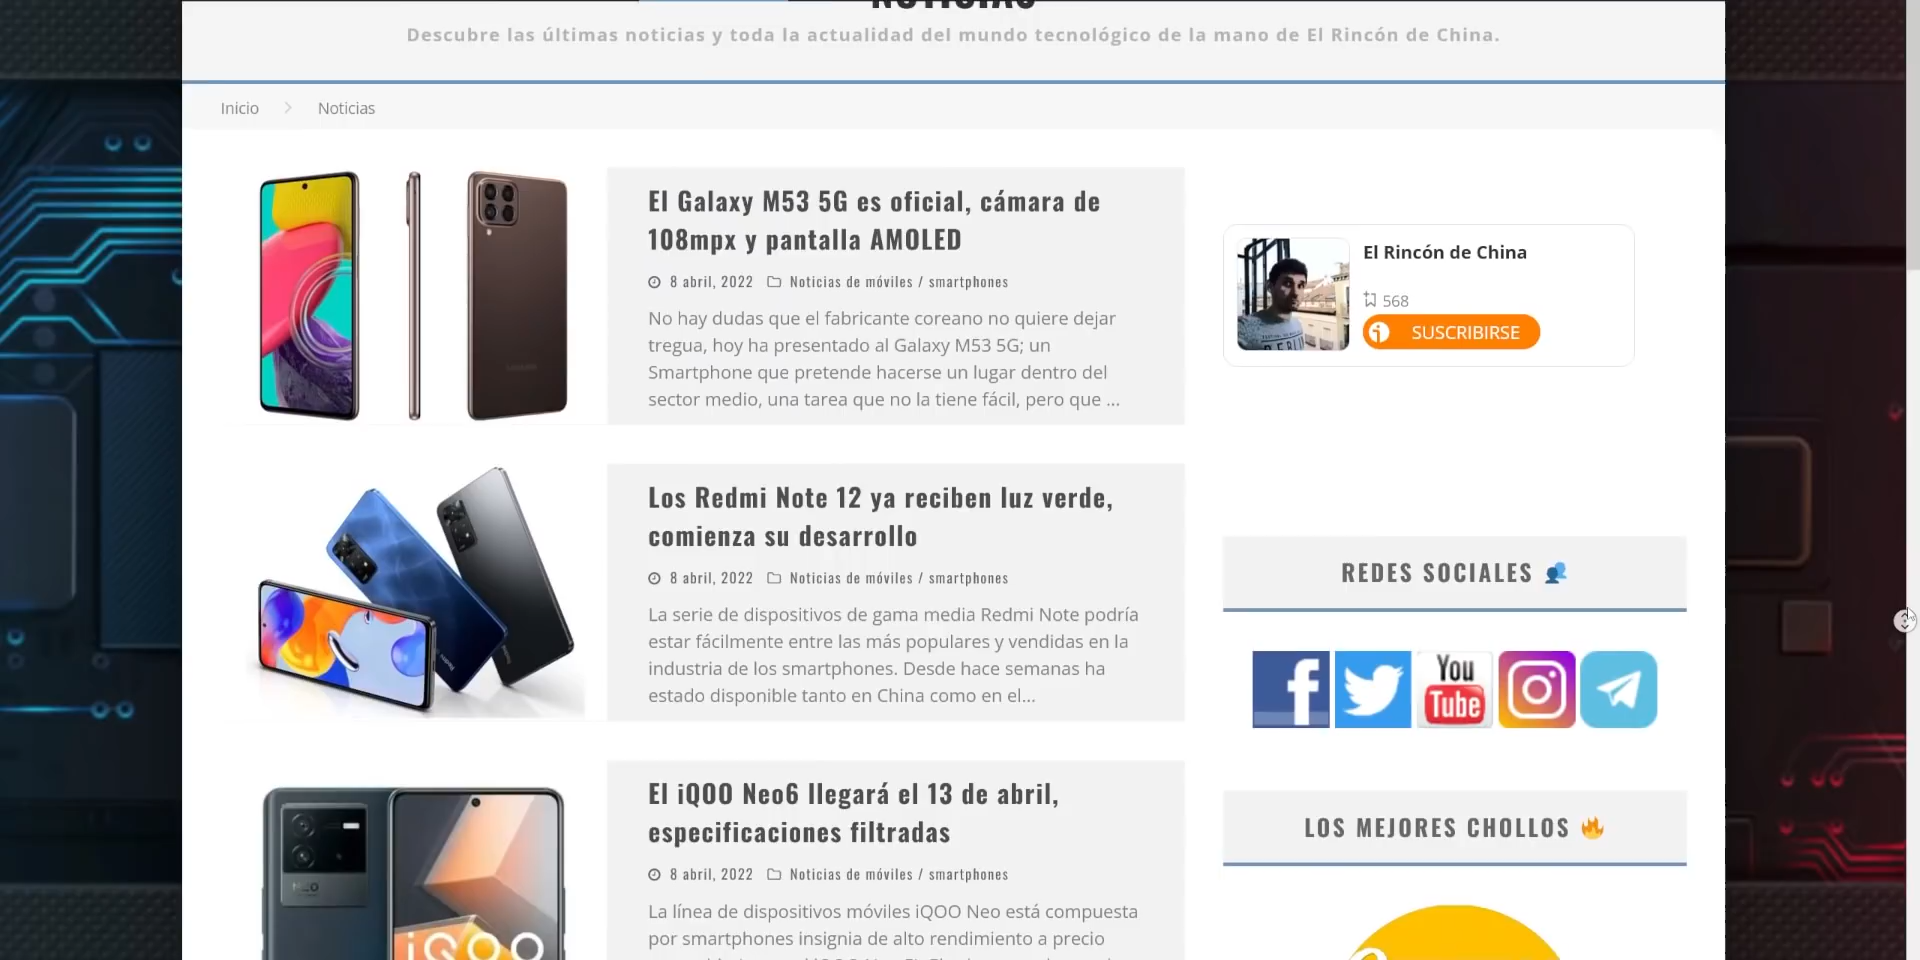 NOTICIAS
Descubre las últimas noticias y toda la actualidad del mundo tecnológico de la mano de El Rincón de China.
Inicio > Noticias
El Galaxy M53 5G es oficial, cámara de
108mpx y pantalla AMOLED
8 abril, 2022 Noticias de móviles / smartphones
No hay dudas que el fabricante coreano no quiere dejar
tregua, hoy ha presentado al Galaxy M53 5G; un
Smartphone que pretende hacerse un lugar dentro del
sector medio, una tarea que no la tiene fácil, pero que ...
El Rincón de China
568
SUSCRIBIRSE
Los Redmi Note 12 ya reciben luz verde,
comienza su desarrollo
8 abril, 2022 Noticias de móviles / smartphones
La serie de dispositivos de gama media Redmi Note podría
estar fácilmente entre las más populares y vendidas en la
industria de los smartphones. Desde hace semanas ha
estado disponible tanto en China como en el...
REDES SOCIALES
You
Tube
LOS MEJORES CHOLLOS
El iQOO Neo6 llegará el 13 de abril,
especificaciones filtradas
8 abril, 2022 Noticias de móviles / smartphones
La línea de dispositivos móviles iQOO Neo está compuesta
por smartphones insignia de alto rendimiento a precio
NEO
iQOO